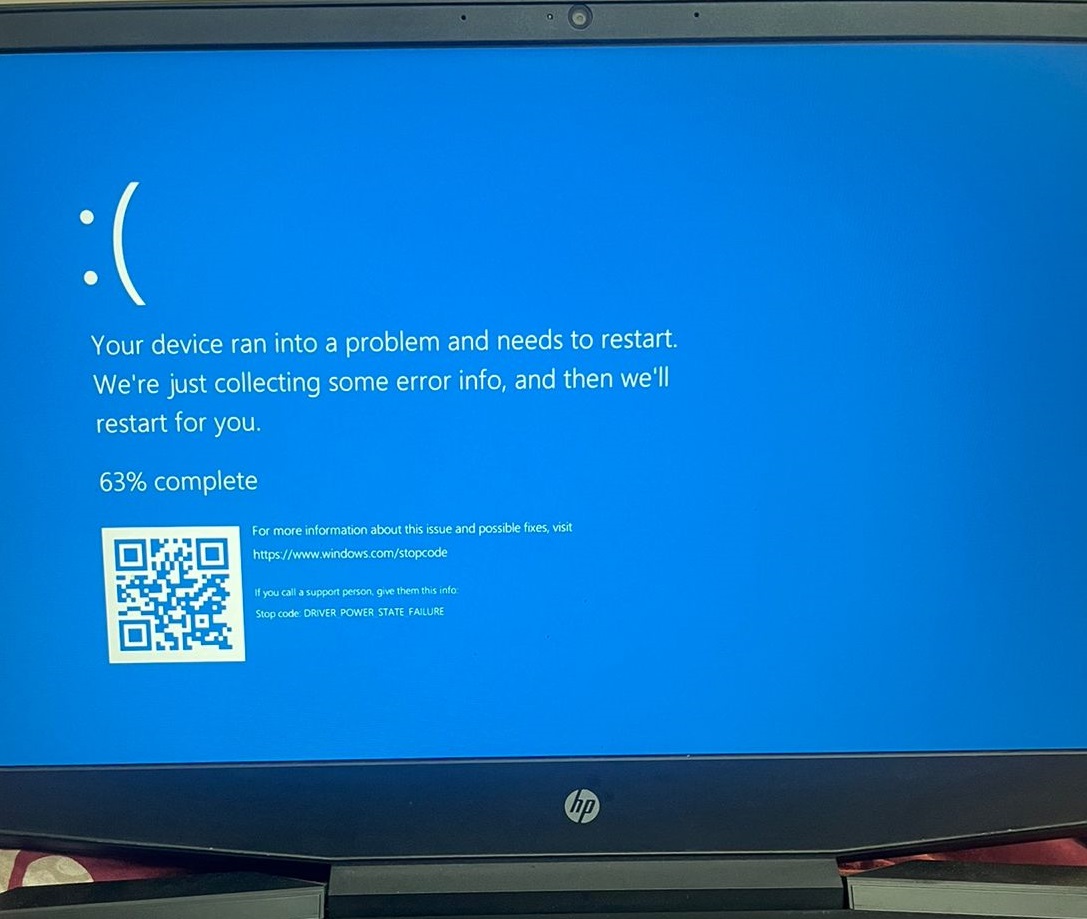 :(
Your device ran into a problem and needs to restart.
We're just collecting some error info, and then we'll
restart for you.
63% complete
For more information about this issue and possible fixes, visit
https://www.windows.com/stopcode
If you call a support person, give them this info:
Stop code: DRIVER POWER STATE FAILURE
hp